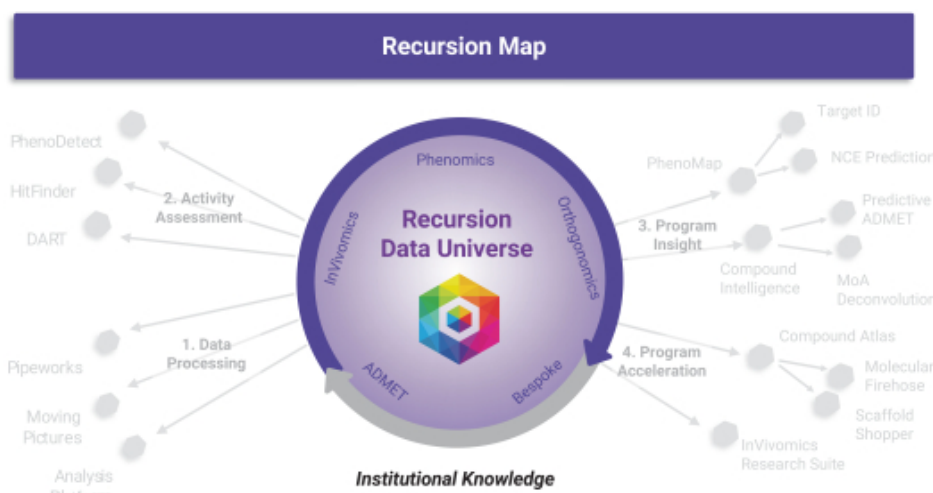 Recursion Map
PhenoDetect
HitFinder
DART
2. Activity
Assessment
Pipeworks
Moving
Pictures
Analysis
1. Data
Processing
Phenomics
InVivomics
Orthogonomics
Recursion
Data Universe
ADMET
Bespoke
Institutional Knowledge
3. Program
Insight
PhenoMap
Target ID
NCE Prediction
Compound
Intelligence
Predictive
ADMET
MoA
Deconvolution
4. Program
Acceleration
Compound Atlas
Molecular
Firehose
Scaffold
Shopper
InVivomics
Research Suite